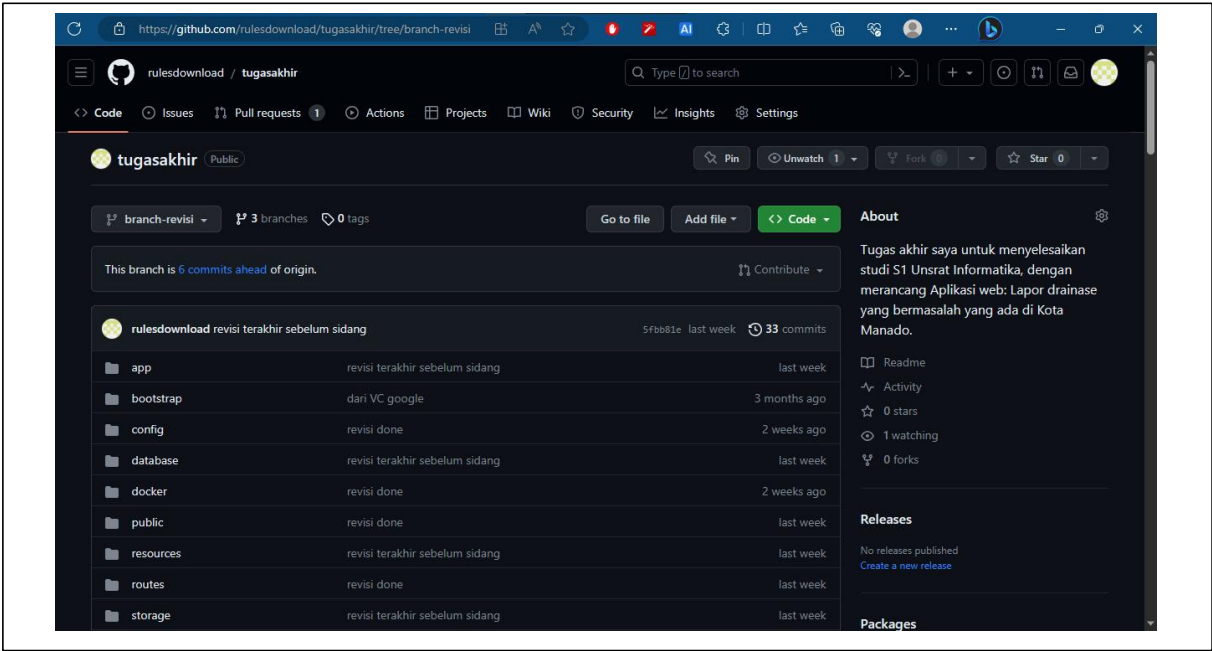 https://github.com/rulesdownload/tugasakhir/tree/branch-revisi
rulesdownload / tugasakhir
Type / to search
Code Issues Pull requests 1 Actions Projects Wiki Security Insights Settings
tugasakhir Public
Pin Unwatch 1 Fork 0 Star 0
branch-revisi 3 branches 0 tags
Go to file Add file Code
This branch is 6 commits ahead of origin.
Contribute
rulesdownload revisi terakhir sebelum sidang 5fbb81e last week 33 commits
app revisi terakhir sebelum sidang last week
bootstrap dari VC google 3 months ago
config revisi done 2 weeks ago
database revisi terakhir sebelum sidang last week
docker revisi done 2 weeks ago
public revisi done last week
resources revisi terakhir sebelum sidang last week
routes revisi done last week
storage revisi terakhir sebelum sidang last week
About
Tugas akhir saya untuk menyelesaikan
studi S1 Unsrat Informatika, dengan
merancang Aplikasi web: Lapor drainase
yang bermasalah yang ada di Kota
Manado.
Readme
Activity
0 stars
1 watching
0 forks
Releases
No releases published
Create a new release
Packages